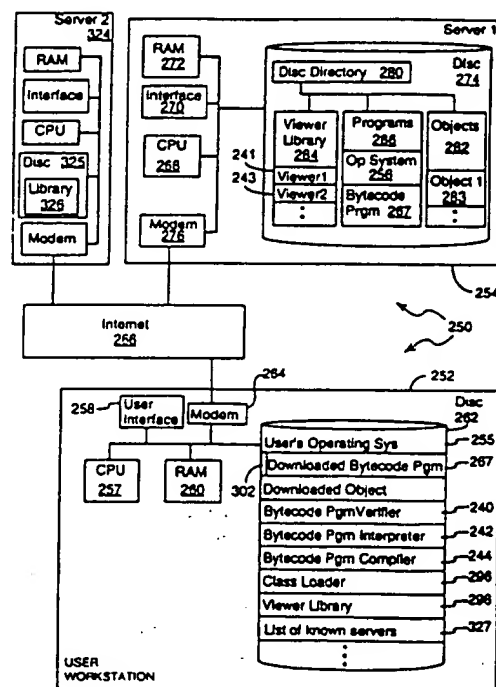 Server 2
324
RAM
Interface
CPU
Disc 325
Library
326
Modem
Server 1
RAM
272
Interface
270
CPU
268
Modem
276
Disc
274
Disc Directory 280
Viewer
Library
284
Viewer1
Viewer2
241
243
Programs
286
Op System
256
Bytecode
Prgm 267
Objects
282
Object 1
283
254
250
Internet
266
252
264
258
User
Interface
Modem
CPU
257
RAM
260
302
Disc
262
User's Operating Sys
255
Downloaded Bytecode Pgm
267
Downloaded Object
Bytecode PgmVerifier
240
Bytecode Pgm Interpreter
242
Bytecode Pgm Compiler
244
Class Loader
296
Viewer Library
298
List of known servers
327
USER
WORKSTATION